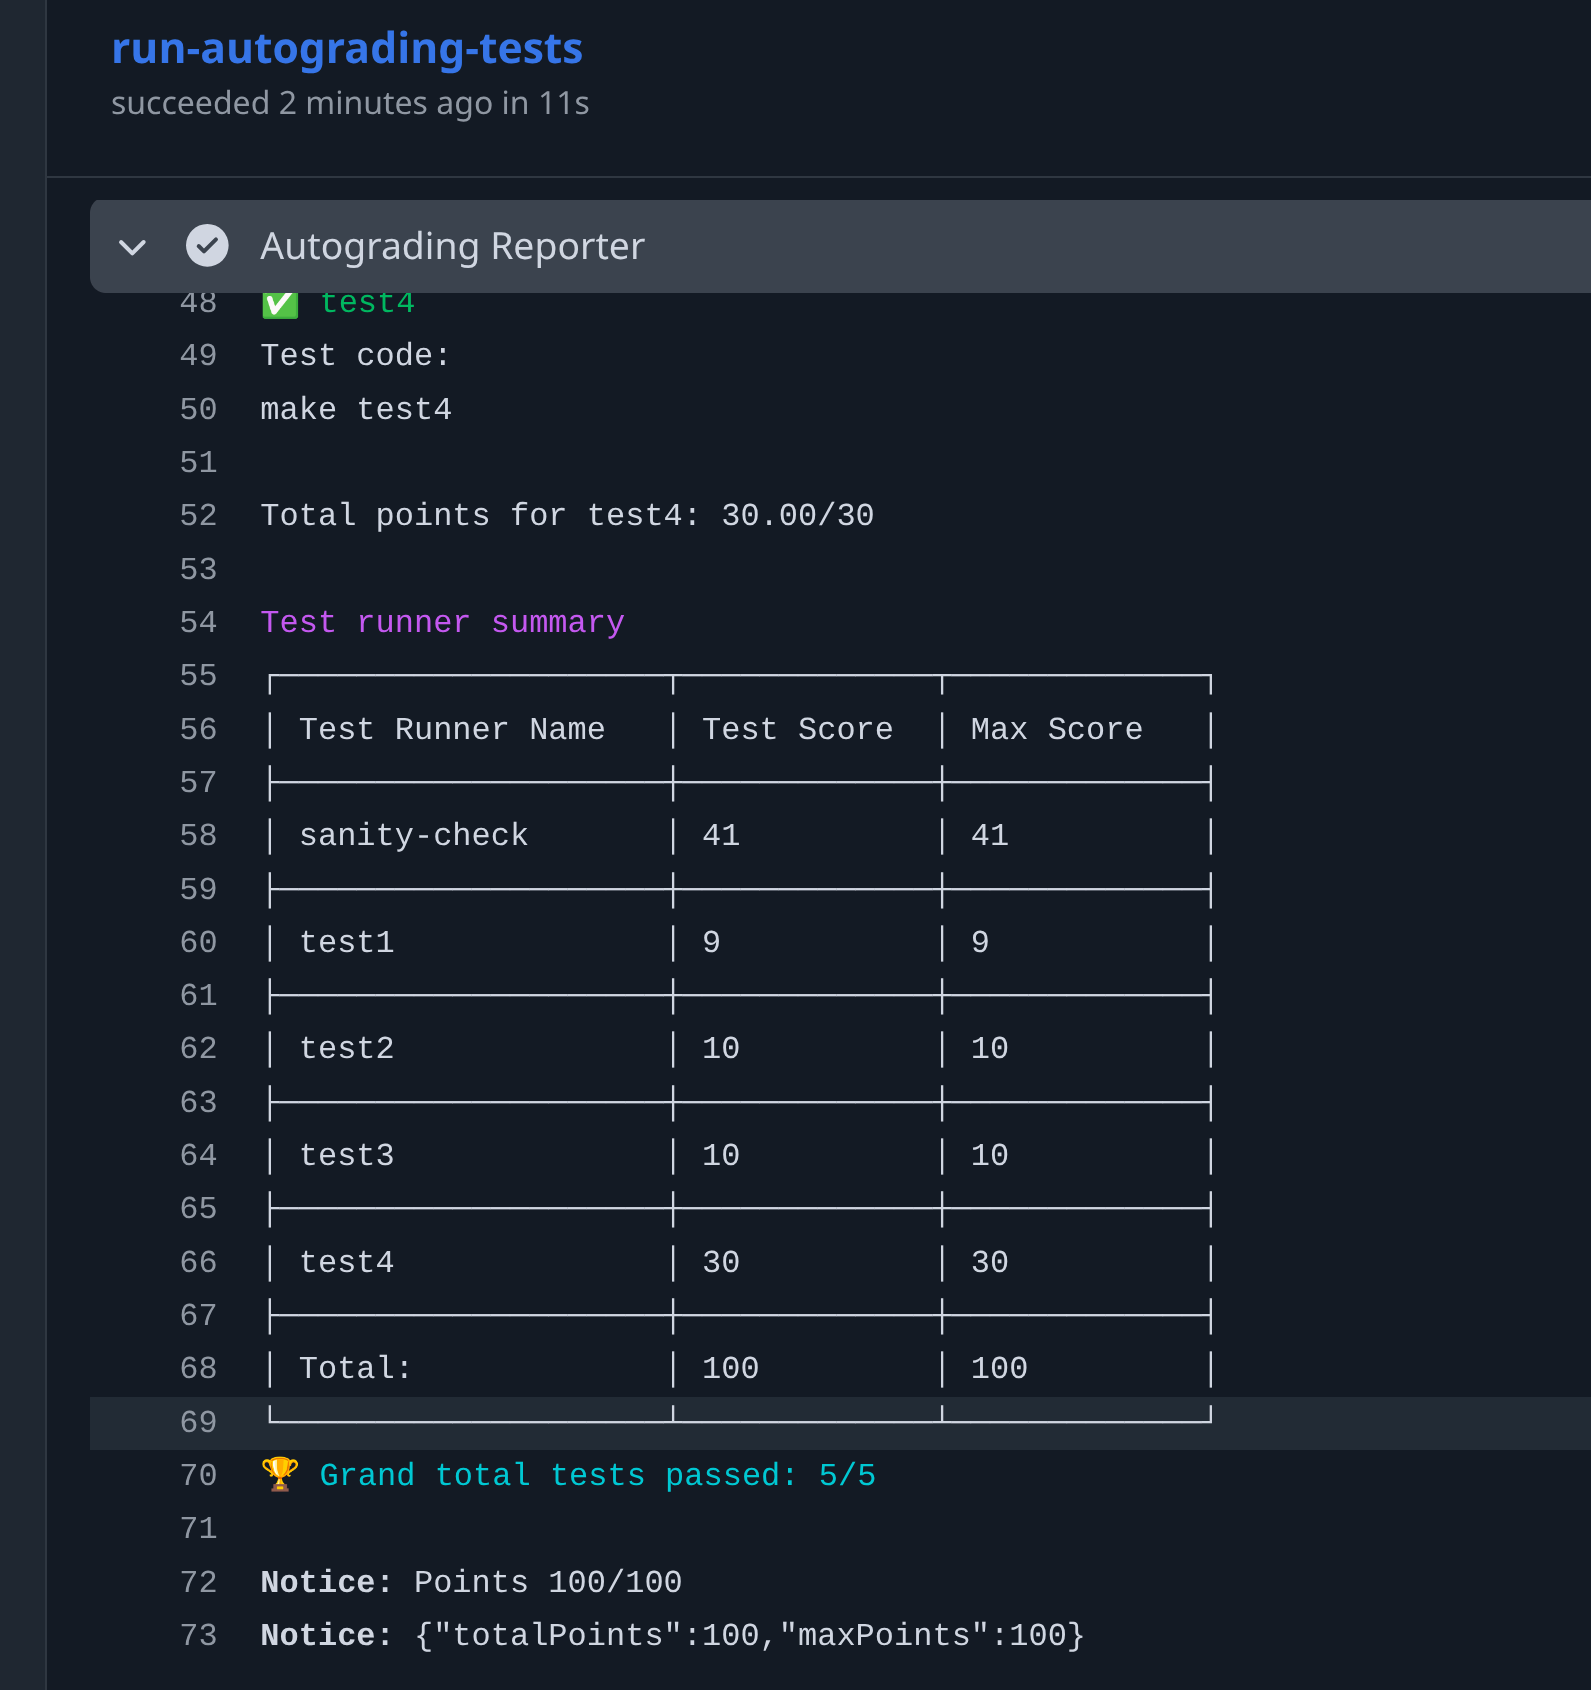 run-autograding-tests
succeeded 2 minutes ago in 11s
Autograding Reporter
48 ✅ test4
49 Test code:
50 make test4
51
52 Total points for test4: 30.00/30
53
54 Test runner summary
55 ┌────────────────────┬─────────────┬─────────────┐
56 │ Test Runner Name   │ Test Score  │ Max Score   │
57 ├────────────────────┼─────────────┼─────────────┤
58 │ sanity-check       │ 41          │ 41          │
59 ├────────────────────┼─────────────┼─────────────┤
60 │ test1              │ 9           │ 9           │
61 ├────────────────────┼─────────────┼─────────────┤
62 │ test2              │ 10          │ 10          │
63 ├────────────────────┼─────────────┼─────────────┤
64 │ test3              │ 10          │ 10          │
65 ├────────────────────┼─────────────┼─────────────┤
66 │ test4              │ 30          │ 30          │
67 ├────────────────────┼─────────────┼─────────────┤
68 │ Total:             │ 100         │ 100         │
69 └────────────────────┴─────────────┴─────────────┘
70 🏆 Grand total tests passed: 5/5
71
72 Notice: Points 100/100
73 Notice: {"totalPoints":100,"maxPoints":100}